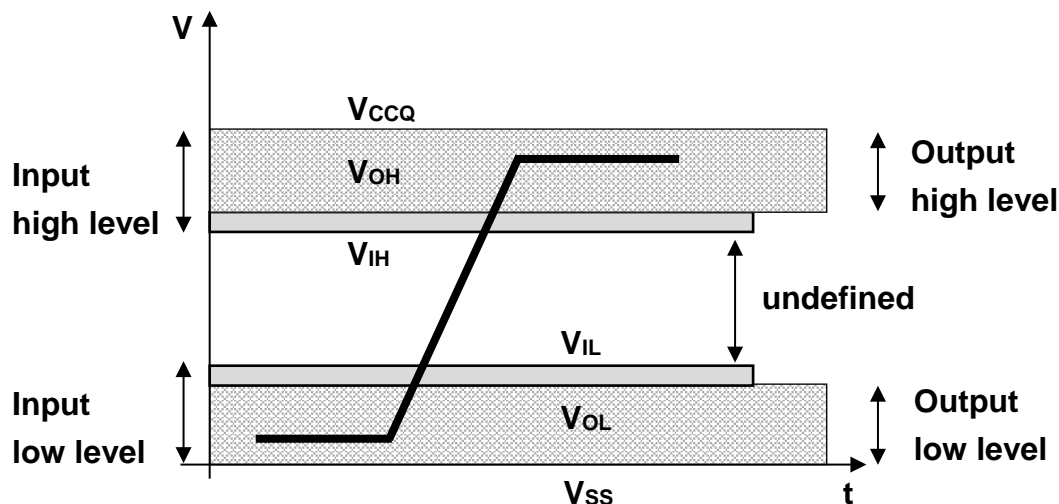 V
VCCQ
Input
high level
VOH
Output
high level
VIH
undefined
VIL
Input
low level
VOL
Output
low level
VSS
t